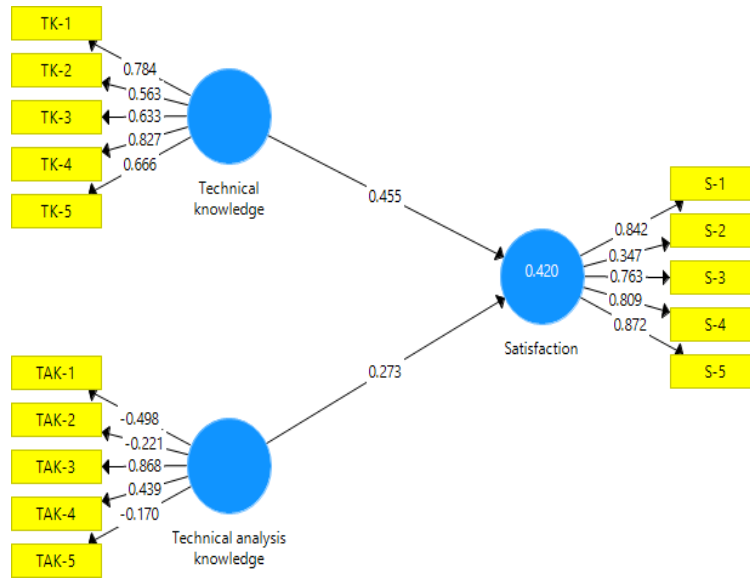 TK-1
TK-2
TK-3
TK-4
TK-5
0.784
0.563
0.633
0.827
0.666
Technical
knowledge
0.455
0.420
Satisfaction
0.842
0.347
0.763
0.809
0.872
S-1
S-2
S-3
S-4
S-5
0.273
TAK-1
TAK-2
TAK-3
TAK-4
TAK-5
-0.498
-0.221
0.868
0.439
-0.170
Technical analysis
knowledge